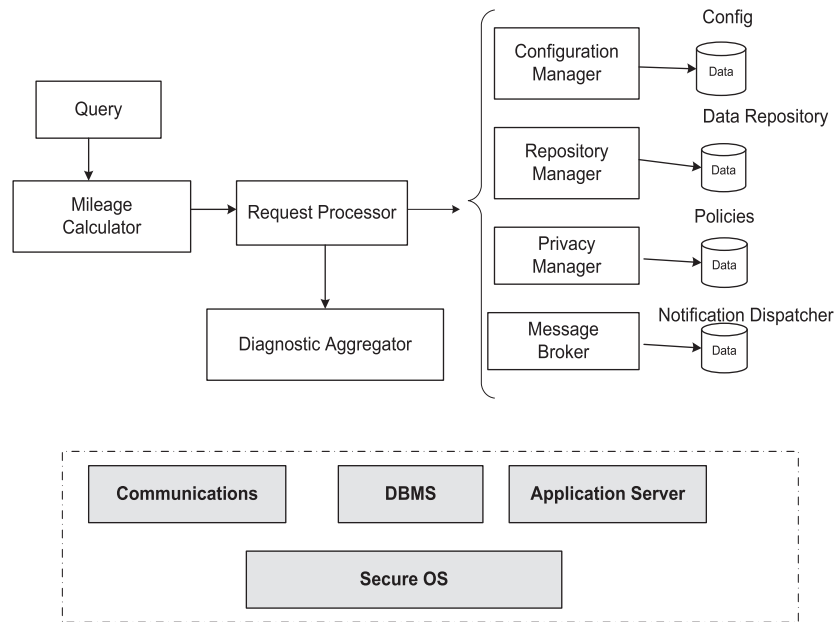 Config
Configuration
Manager
Data
Query
Data Repository
Repository
Manager
Data
Mileage
Calculator
Request Processor
Policies
Privacy
Manager
Data
Notification Dispatcher
Message
Broker
Data
Diagnostic Aggregator
Communications
DBMS
Application Server
Secure OS